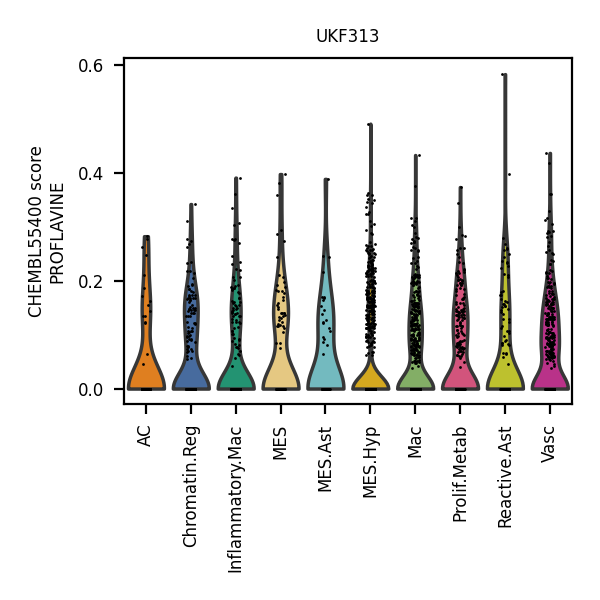 UKF313
CHEMBL55400 score
PROFLAVINE
0.6
0.4
0.2
0.0
AC
Chromatin.Reg
Inflammatory.Mac
MES
MES.Ast
MES.Hyp
Mac
Prolif.Metab
Reactive.Ast
Vasc